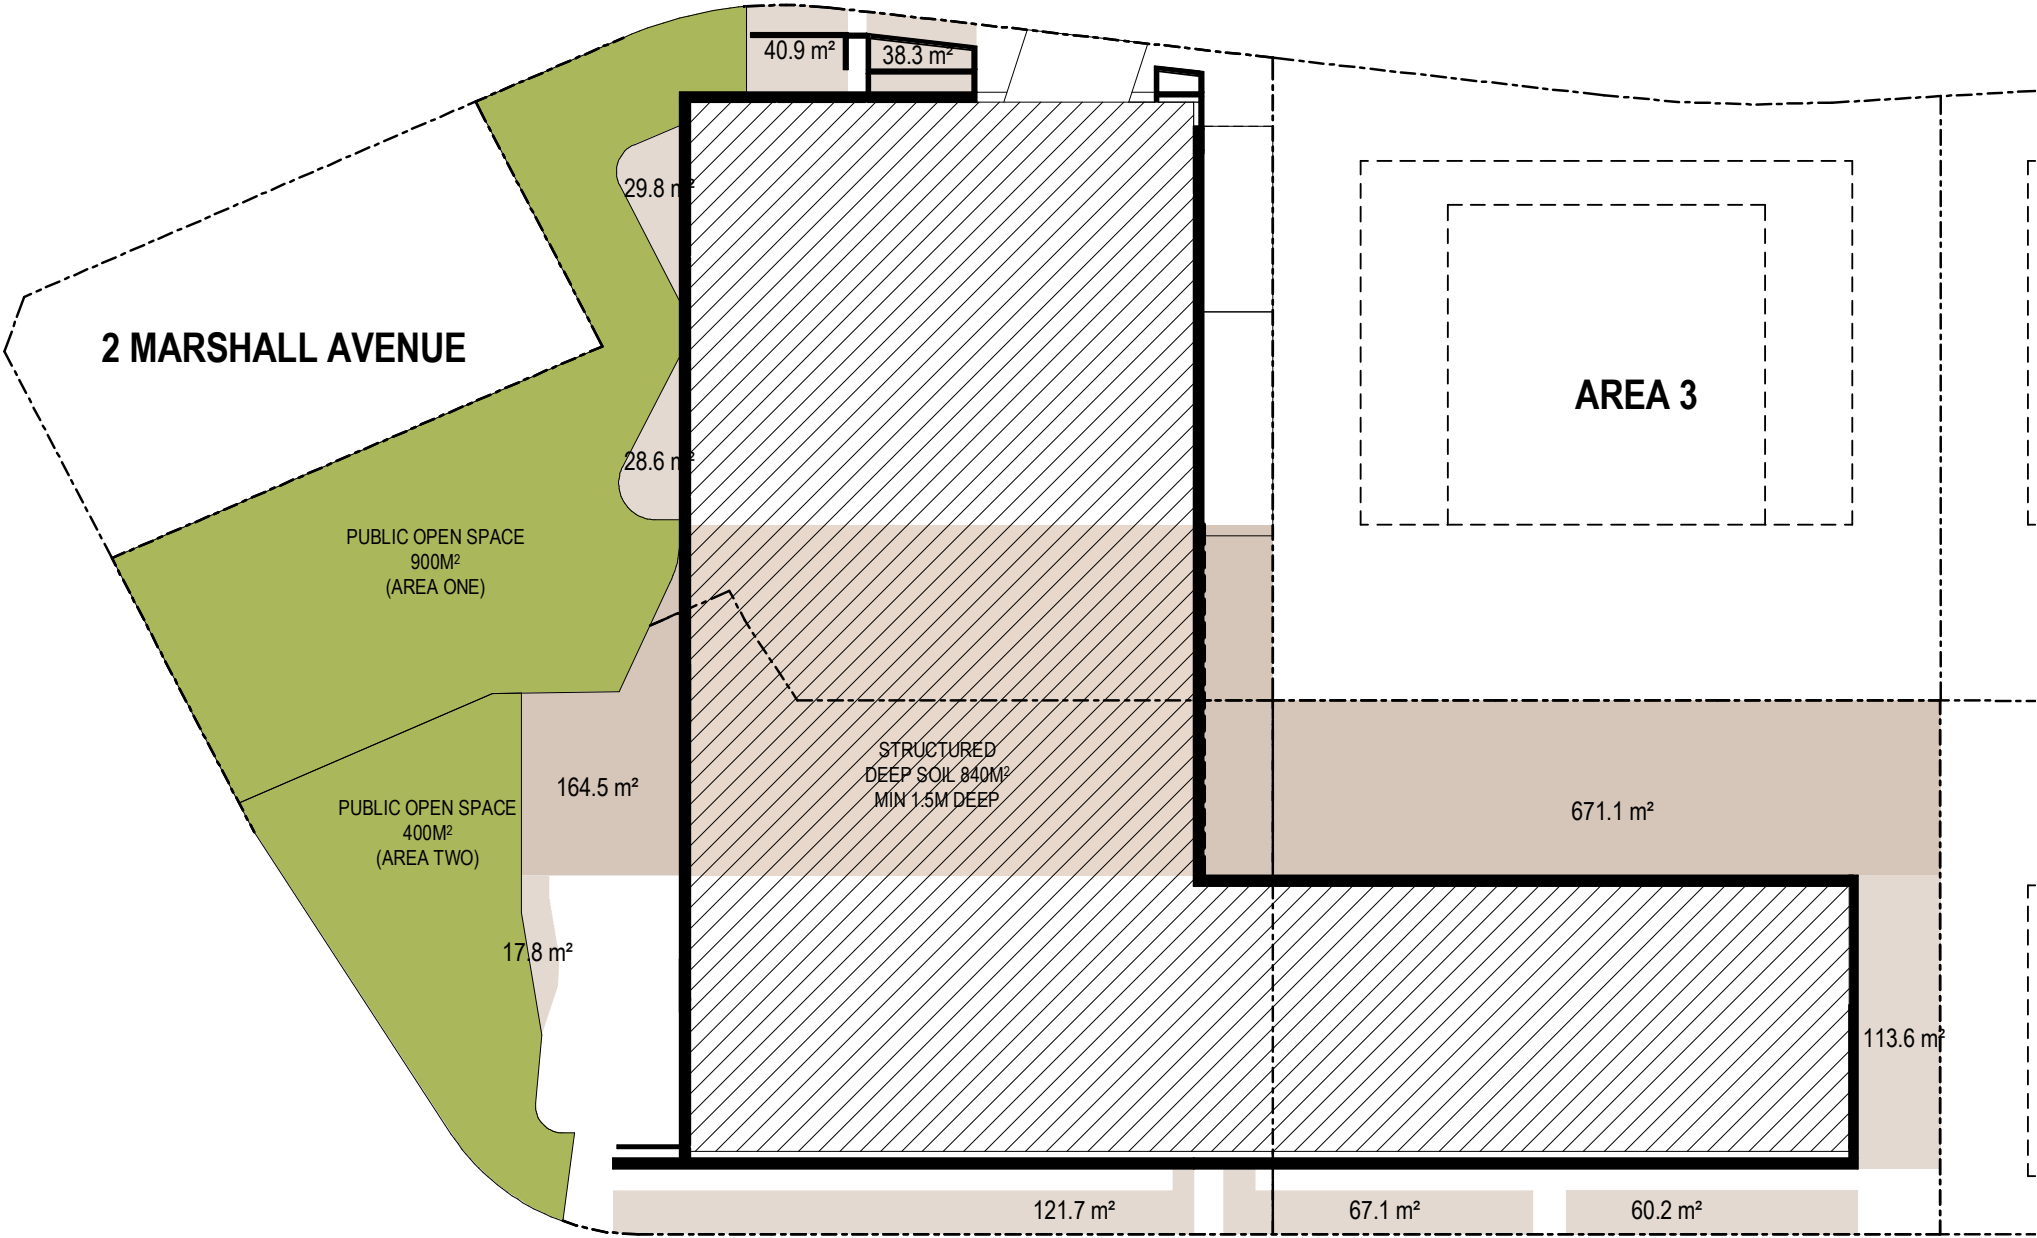 40.9 m²
38.3 m²
29.8 m²
2 MARSHALL AVENUE
AREA 3
28.6 m²
PUBLIC OPEN SPACE
900M²
(AREA ONE)
STRUCTURED
DEEP SOIL 840M²
MIN 1.5M DEEP
164.5 m²
671.1 m²
PUBLIC OPEN SPACE
400M²
(AREA TWO)
17.8 m²
113.6 m²
121.7 m²
67.1 m²
60.2 m²